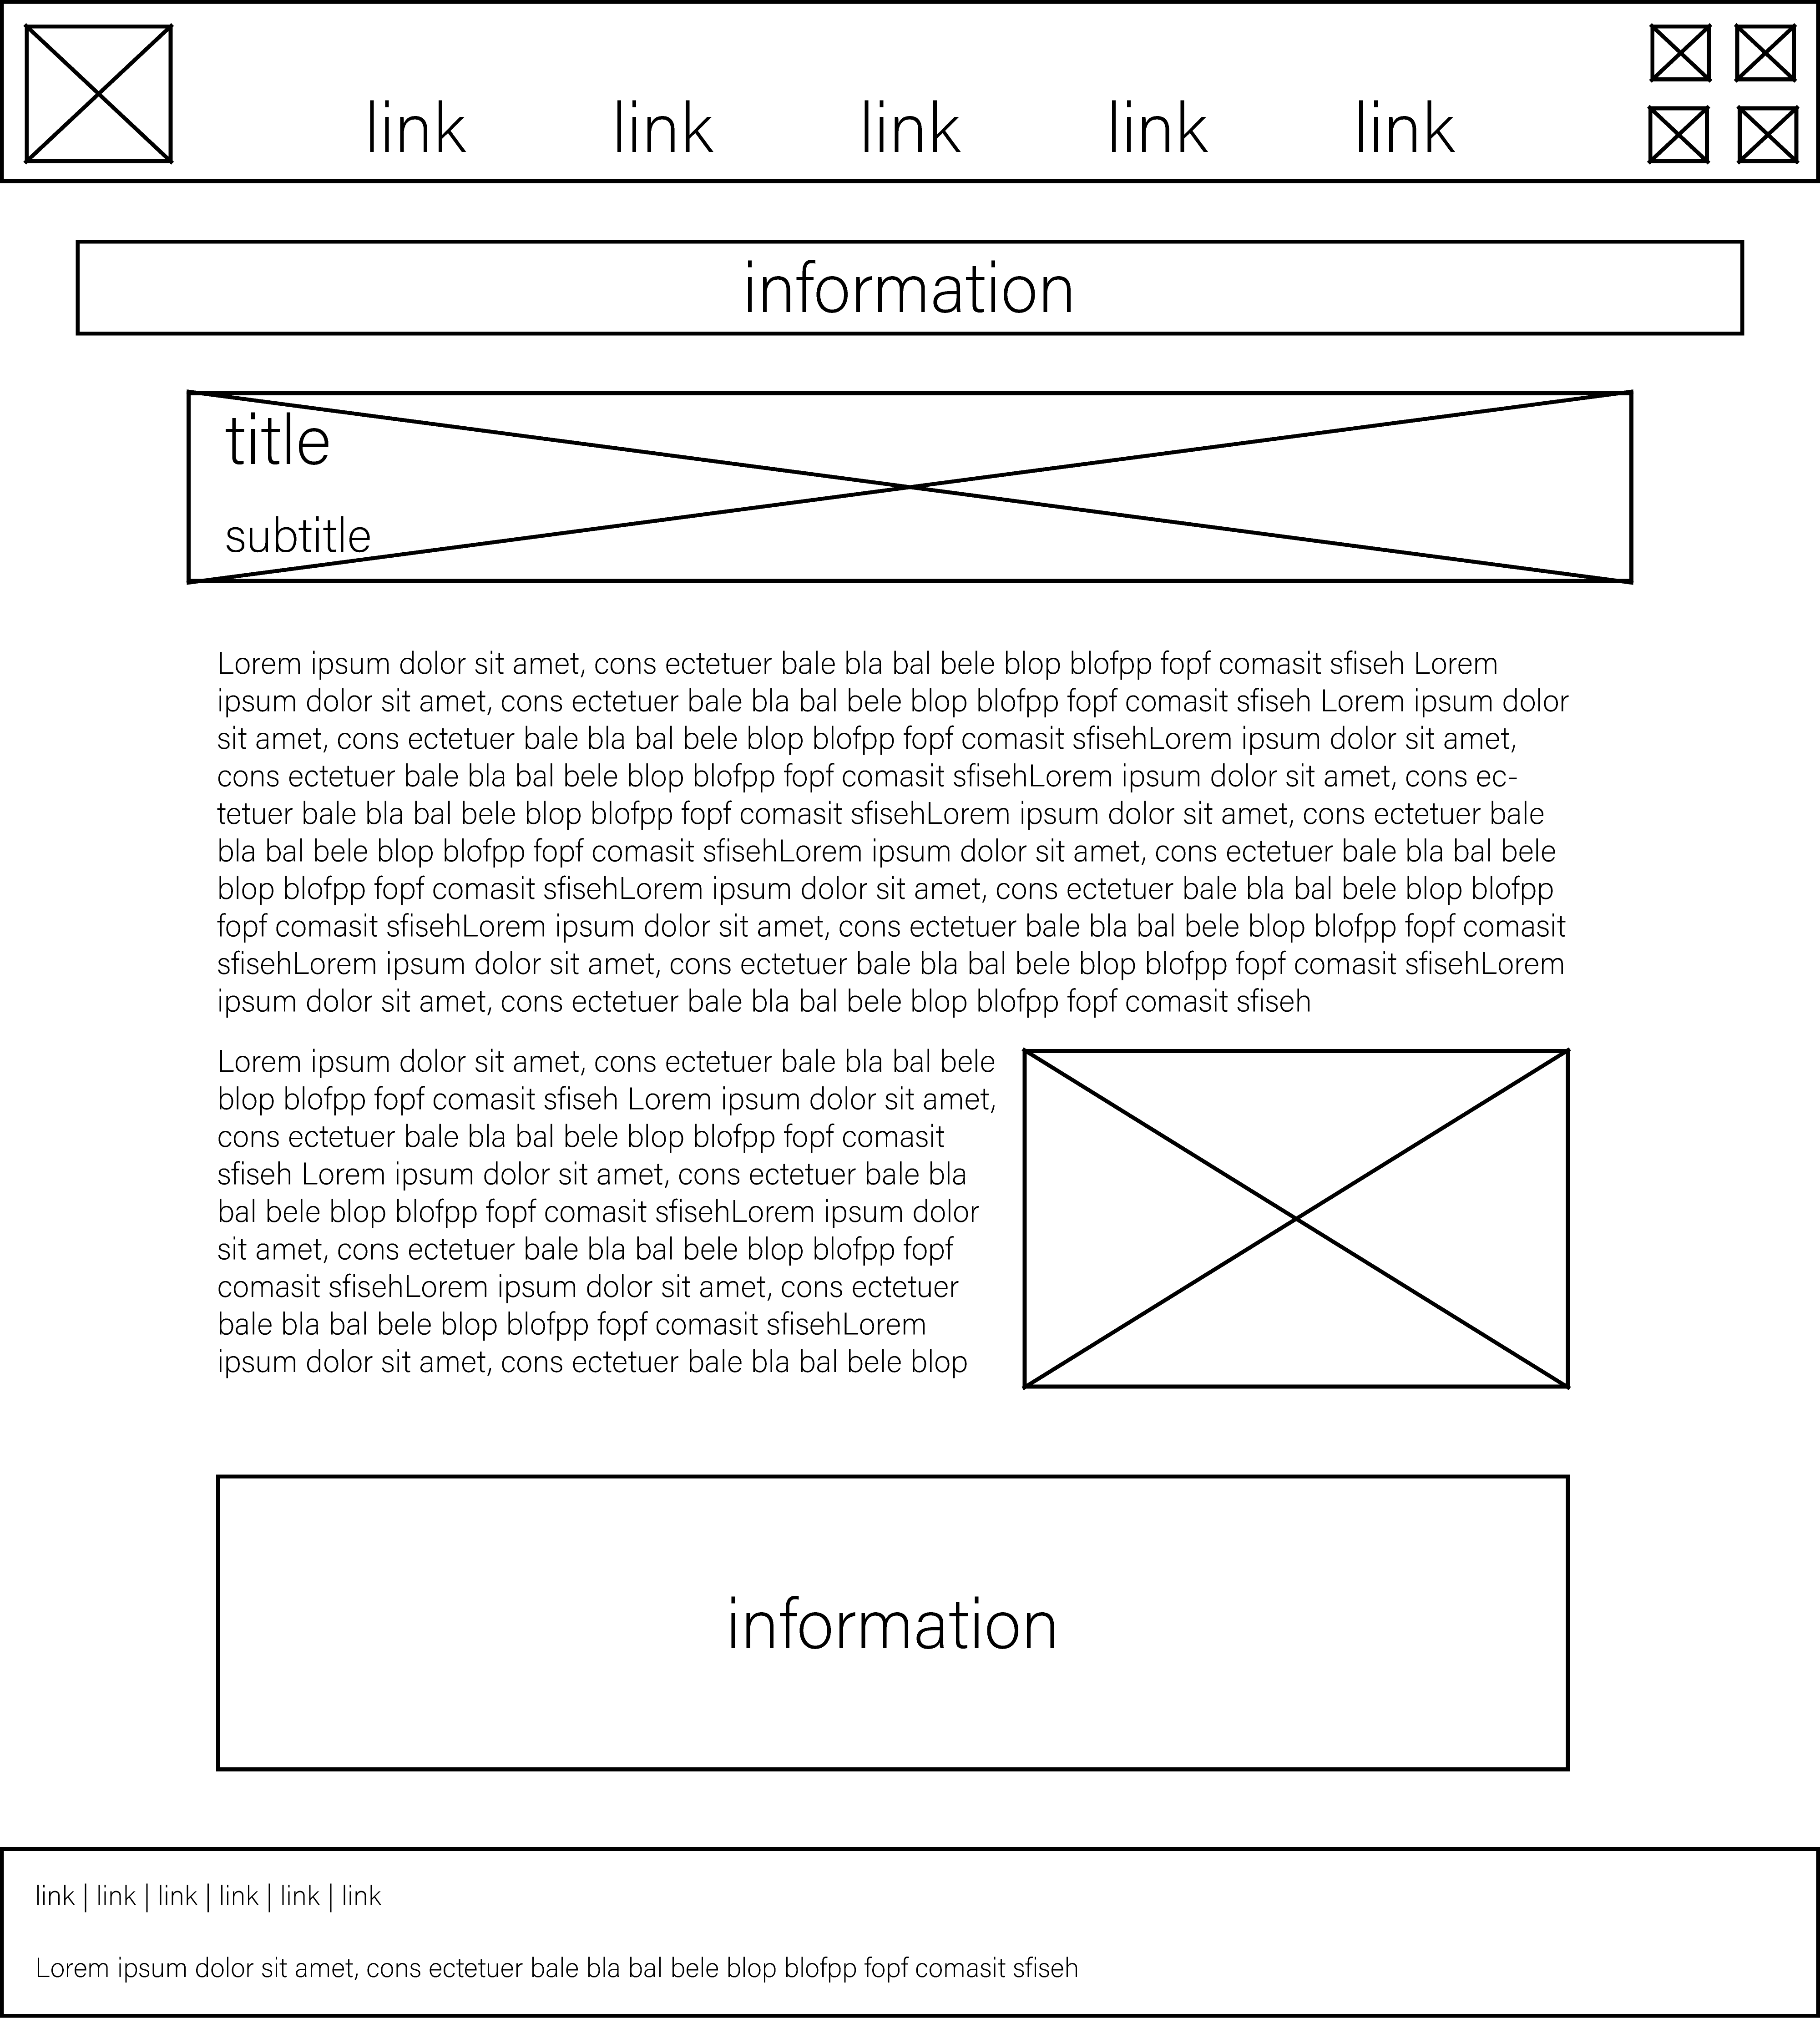 link link link link link
information
title
subtitle
Lorem ipsum dolor sit amet, cons ectetuer bale bla bal bele blop blofpp fopf comasit sfiseh Lorem
ipsum dolor sit amet, cons ectetuer bale bla bal bele blop blofpp fopf comasit sfiseh Lorem ipsum dolor
sit amet, cons ectetuer bale bla bal bele blop blofpp fopf comasit sfisehLorem ipsum dolor sit amet,
cons ectetuer bale bla bal bele blop blofpp fopf comasit sfisehLorem ipsum dolor sit amet, cons ec-
tetuer bale bla bal bele blop blofpp fopf comasit sfisehLorem ipsum dolor sit amet, cons ectetuer bale
bla bal bele blop blofpp fopf comasit sfisehLorem ipsum dolor sit amet, cons ectetuer bale bla bal bele
blop blofpp fopf comasit sfisehLorem ipsum dolor sit amet, cons ectetuer bale bla bal bele blop blofpp
fopf comasit sfisehLorem ipsum dolor sit amet, cons ectetuer bale bla bal bele blop blofpp fopf comasit
sfisehLorem ipsum dolor sit amet, cons ectetuer bale bla bal bele blop blofpp fopf comasit sfisehLorem
ipsum dolor sit amet, cons ectetuer bale bla bal bele blop blofpp fopf comasit sfiseh
Lorem ipsum dolor sit amet, cons ectetuer bale bla bal bele
blop blofpp fopf comasit sfiseh Lorem ipsum dolor sit amet,
cons ectetuer bale bla bal bele blop blofpp fopf comasit
sfiseh Lorem ipsum dolor sit amet, cons ectetuer bale bla
bal bele blop blofpp fopf comasit sfisehLorem ipsum dolor
sit amet, cons ectetuer bale bla bal bele blop blofpp fopf
comasit sfisehLorem ipsum dolor sit amet, cons ectetuer
bale bla bal bele blop blofpp fopf comasit sfisehLorem
ipsum dolor sit amet, cons ectetuer bale bla bal bele blop
information
link | link | link | link | link | link
Lorem ipsum dolor sit amet, cons ectetuer bale bla bal bele blop blofpp fopf comasit sfiseh